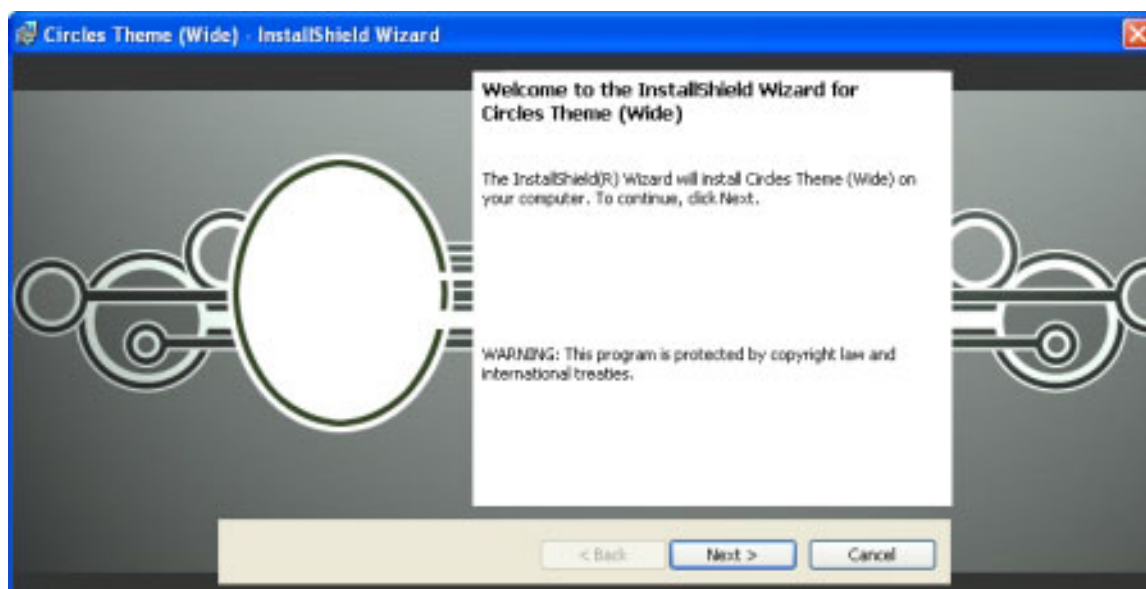 Circles Theme (Wide) - InstallShield Wizard
Welcome to the InstallShield Wizard for
Circles Theme (Wide)
The InstallShield(R) Wizard will install Circles Theme (Wide) on
your computer. To continue, click Next.
WARNING: This program is protected by copyright law and
international treaties.
< Back
Next >
Cancel